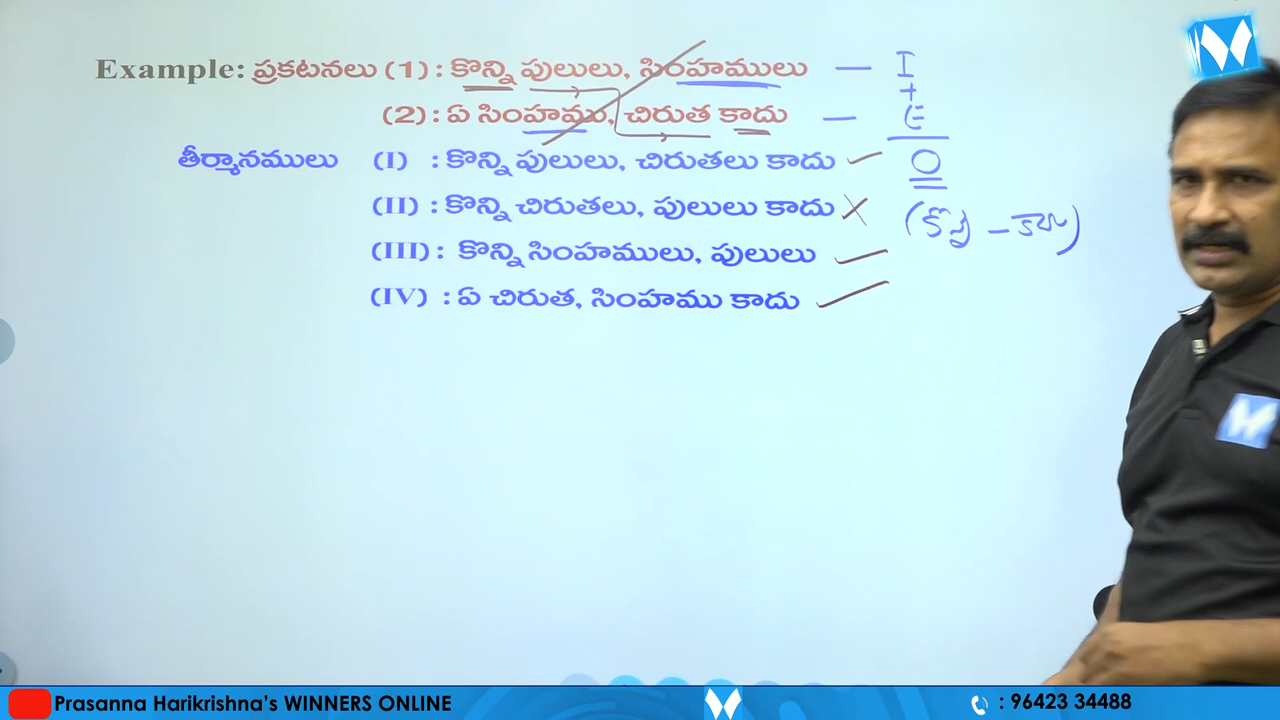 Example: ప్రకటనలు (1) : కొన్ని పులులు, సింహములు — I
+
(2) : ఏ సింహము, చిరుత కాదు — E
తీర్మానములు (I) : కొన్ని పులులు, చిరుతలు కాదు ✓ O
(II) : కొన్ని చిరుతలు, పులులు కాదు ✗ (కొన్ని – కాదు)
(III) : కొన్ని సింహములు, పులులు ✓
(IV) : ఏ చిరుత, సింహము కాదు ✓
Prasanna Harikrishna's WINNERS ONLINE : 96423 34488